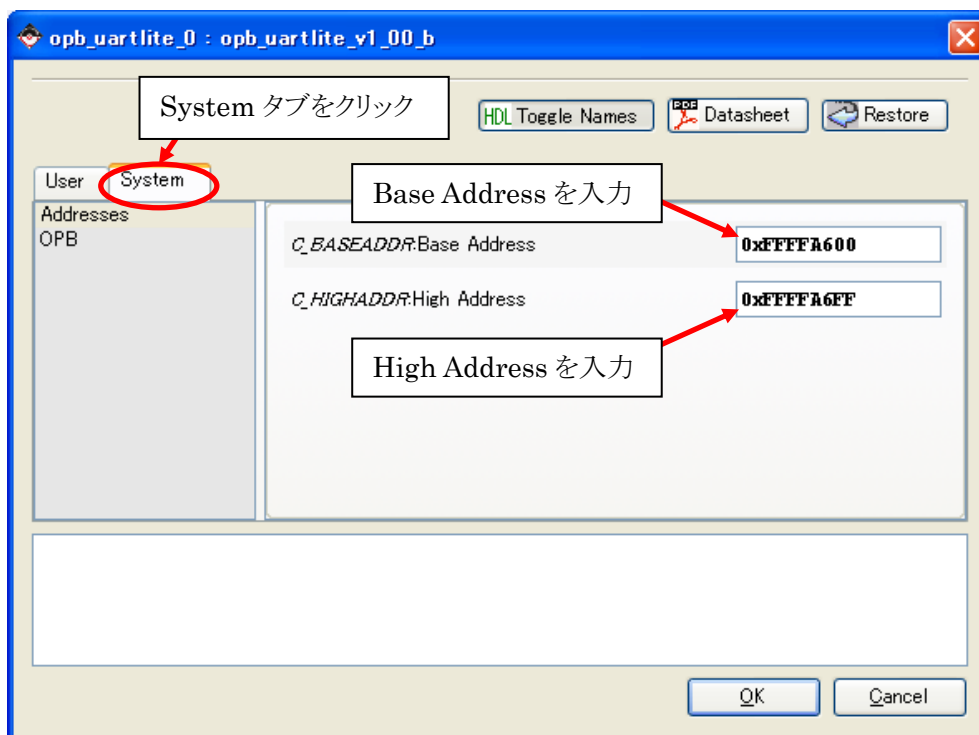 opb_uartlite_0 : opb_uartlite_v1_00_b
System タブをクリック
HDL Toggle Names
PDF Datasheet
Restore
User
System
Base Address を入力
Addresses
OPB
C_BASEADDR:Base Address
0xFFFFA600
C_HIGHADDR:High Address
0xFFFFA6FF
High Address を入力
OK
Cancel